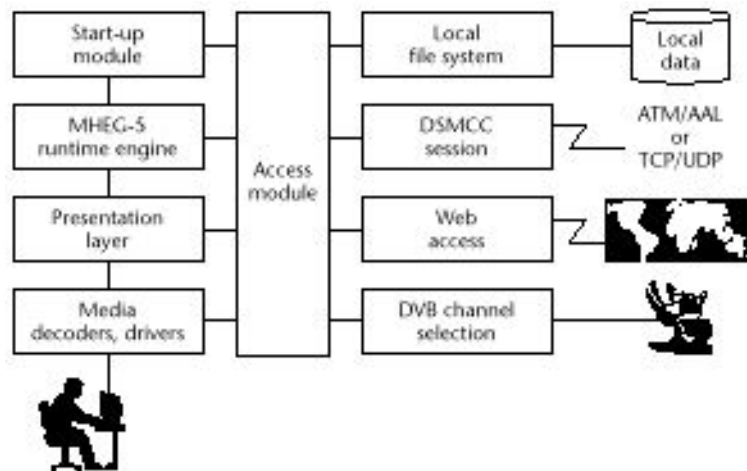 Start-up
module
Local
file system
Local
data
MHEG-5
runtime engine
DSMCC
session
ATM/AAL
or
TCP/UDP
Access
module
Presentation
layer
Web
access
Media
decoders, drivers
DVB channel
selection